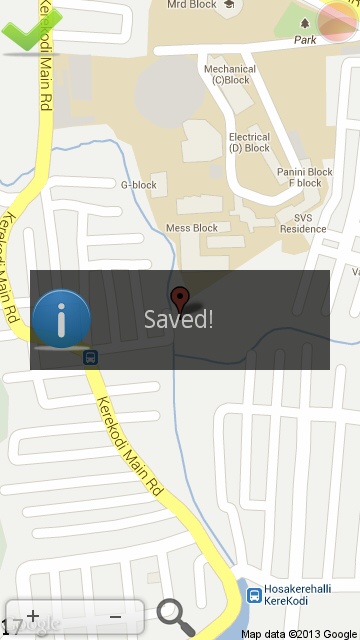 Mrd Block
Kerekodi Main Rd
Park
Mechanical
(C)Block
Electrical
(D) Block
Panini Block
F block
G-block
SVS
Residence
Mess Block
Kerekodi Main Rd
i
Saved!
Kerekodi Main Rd
Hosakerehalli
KereKodi
+
−
17
Google
Map data ©2013 Google